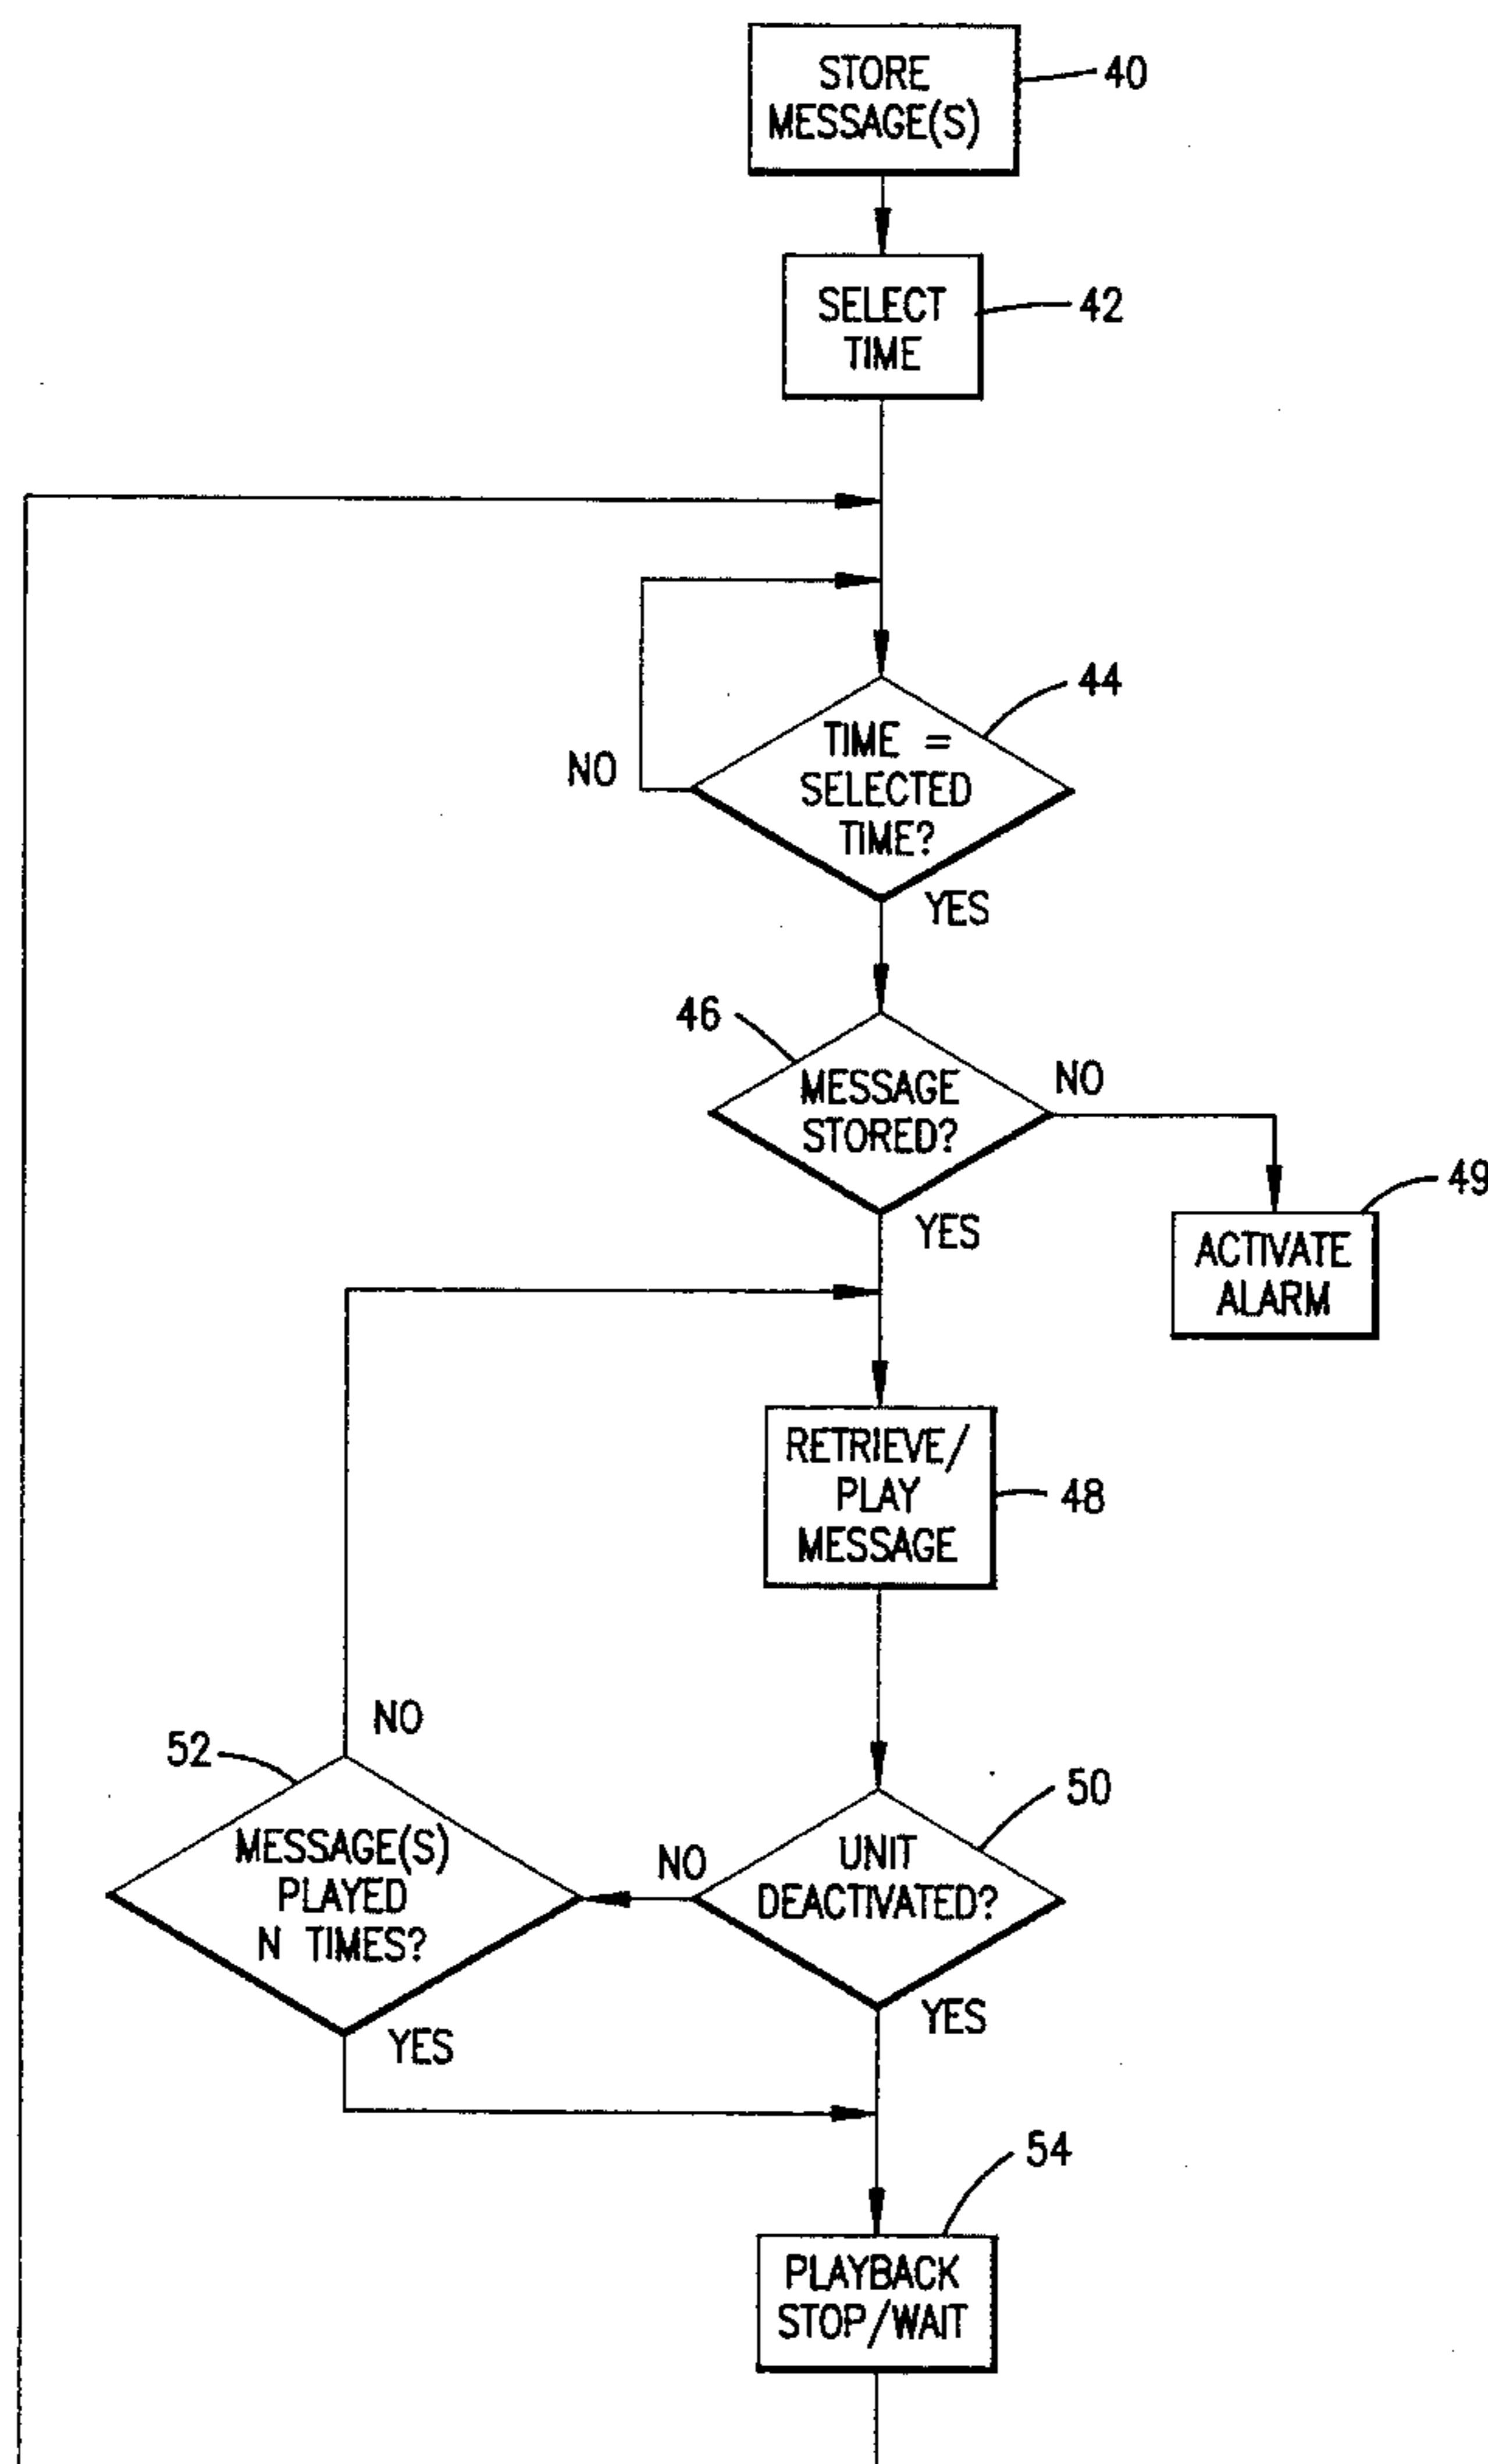 STORE
MESSAGE(S)
40
SELECT
TIME
42
44
TIME =
SELECTED
TIME?
NO
YES
46
MESSAGE
STORED?
NO
YES
49
ACTIVATE
ALARM
RETRIEVE/
PLAY
MESSAGE
48
NO
52
MESSAGE(S)
PLAYED
N TIMES?
YES
NO
50
UNIT
DEACTIVATED?
YES
54
PLAYBACK
STOP/WAIT